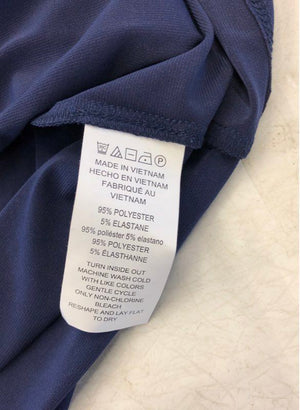 MADE IN VIETNAM
HECHO EN VIETNAM
FABRIQUÉ AU
VIETNAM
95% POLYESTER
5% ELASTANE
95% poliéster 5% elastano
95% POLYESTER
5% ÉLASTHANNE
TURN INSIDE OUT
MACHINE WASH COLD
WITH LIKE COLORS
GENTLE CYCLE
ONLY NON-CHLORINE
BLEACH
RESHAPE AND LAY FLAT
TO DRY